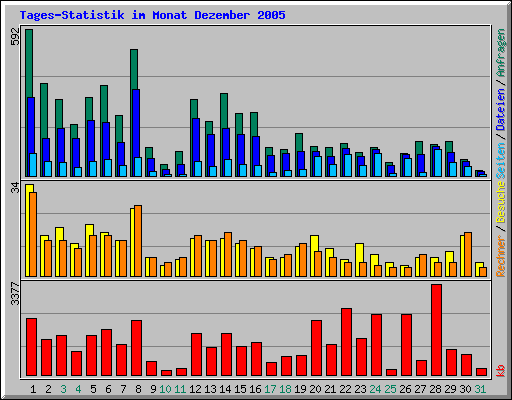 Tages-Statistik im Monat Dezember 2005
592
34
3377
Rechner / Besuche Seiten / Dateien / Anfragen
kb
1 2 3 4 5 6 7 8 9 10 11 12 13 14 15 16 17 18 19 20 21 22 23 24 25 26 27 28 29 30 31